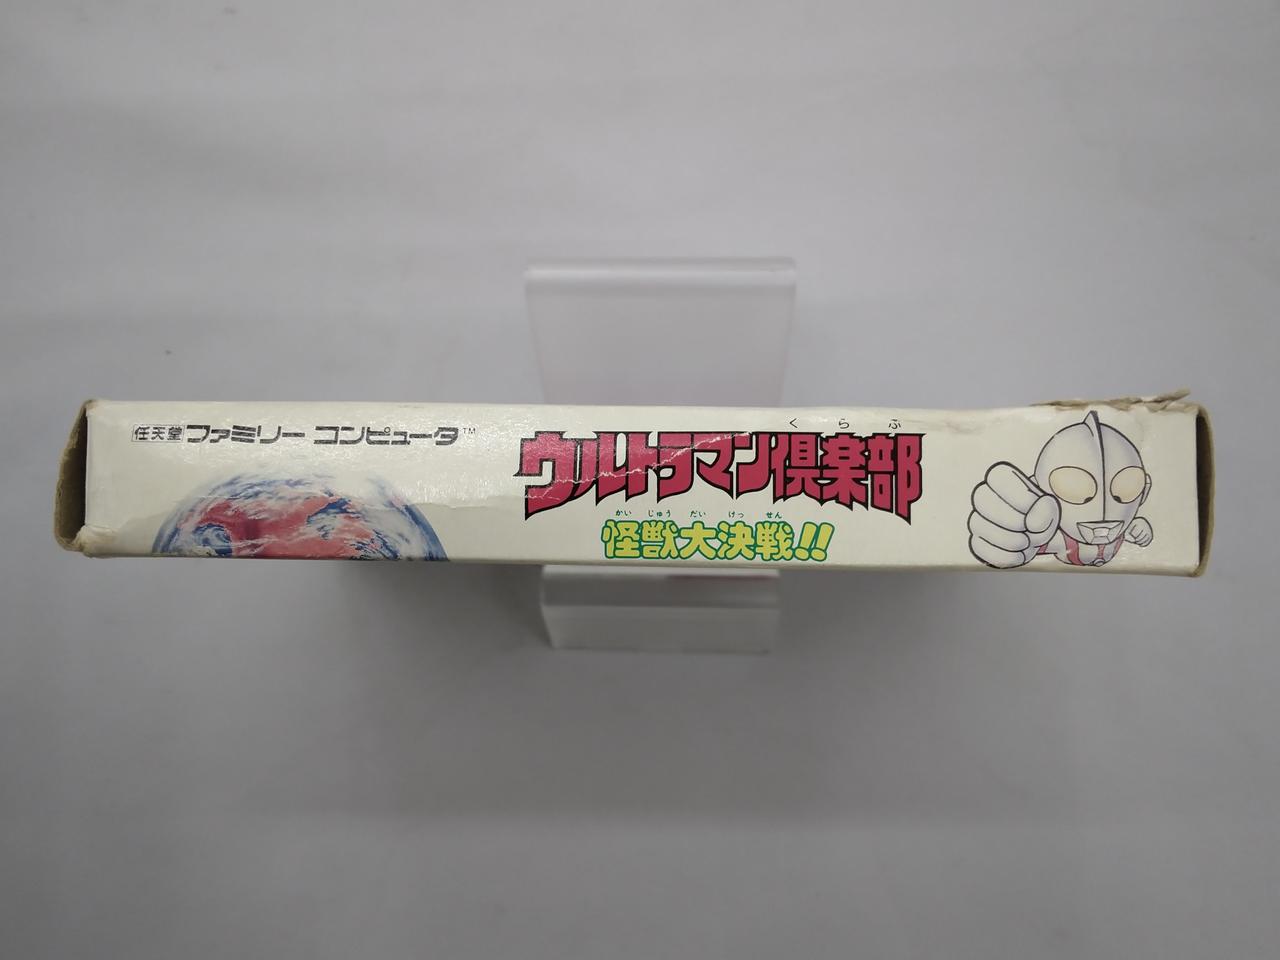 任天堂 ファミリー コンピュータ™
くらぶ
ウルトラマン倶楽部
かいじゅうだいけっせん
怪獣大決戦!!